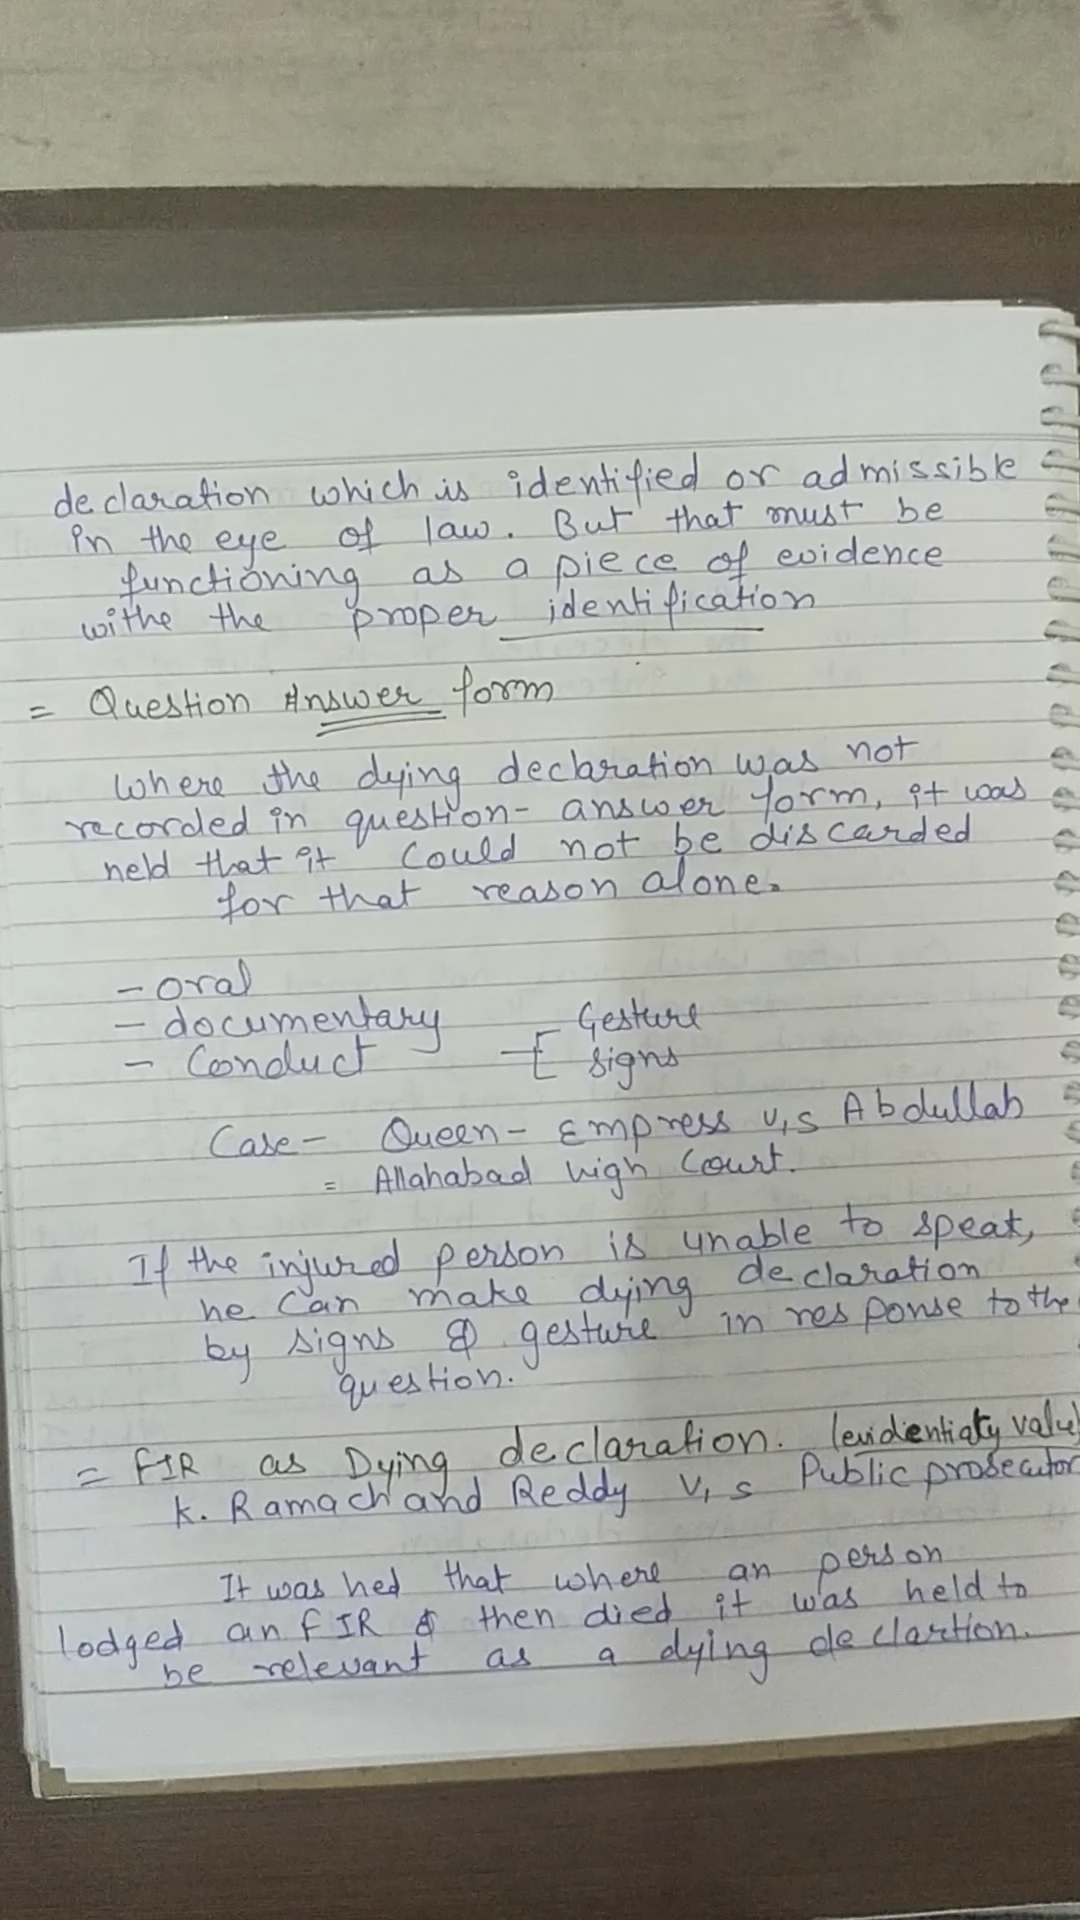 declaration which is identified or admissible
in the eye of law. But that must be
functioning as a piece of evidence
withe the proper identification
= Question Answer form
where the dying declaration was not
recorded in question- answer form, it was
held that it could not be discarded
for that reason alone.
- oral
- documentary
- Conduct
- [ Gesture
signs
Case - Queen - Empress v,s Abdullah
= Allahabad high court.
If the injured person is unable to speak,
he can make dying declaration
by signs & gesture in response to the
question.
= FIR as Dying declaration. (evidentiaty value)
K. Ramachand Reddy v, s Public prosecutor
It was hed that where an person
lodged an FIR & then died it was held to
be relevant as a dying declartion.